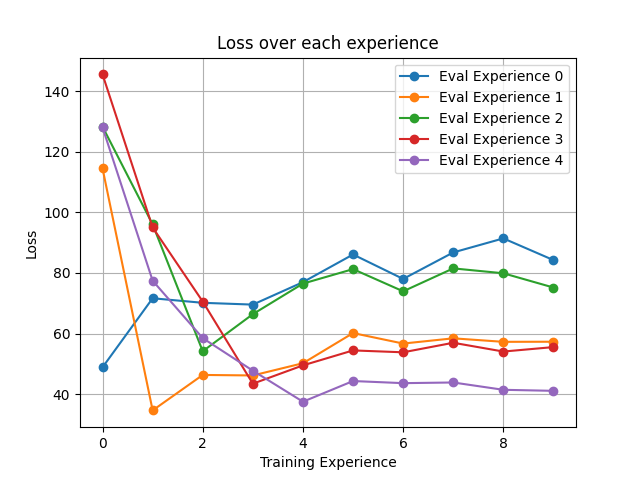 Loss over each experience
Eval Experience 0
Eval Experience 1
Eval Experience 2
Eval Experience 3
Eval Experience 4
Loss
140
120
100
80
60
40
0 2 4 6 8
Training Experience